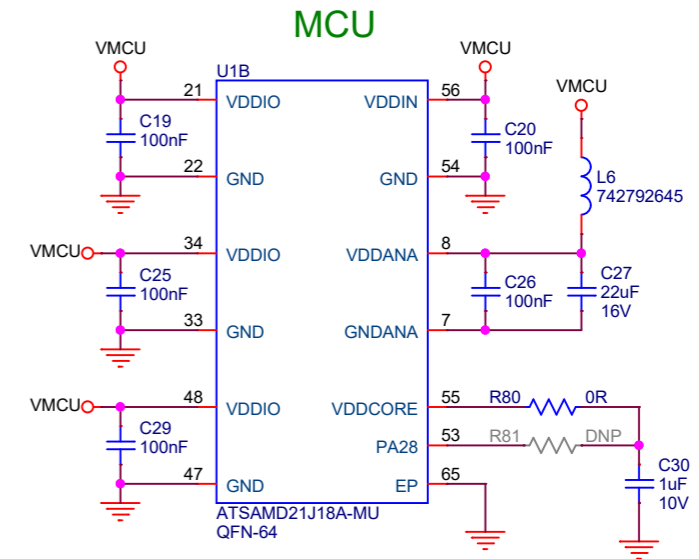 MCU
VMCU
VMCU
U1B
VMCU
21
VDDIO
VDDIN
56
C19
100nF
C20
100nF
22
GND
GND
54
L6
742792645
VMCU
34
VDDIO
VDDANA
8
C25
100nF
C26
100nF
C27
22uF
16V
33
GND
GNDANA
7
VMCU
48
VDDIO
VDDCORE
55
R80
0R
C29
100nF
PA28
53
R81
DNP
47
GND
EP
65
C30
1uF
10V
ATSAMD21J18A-MU
QFN-64